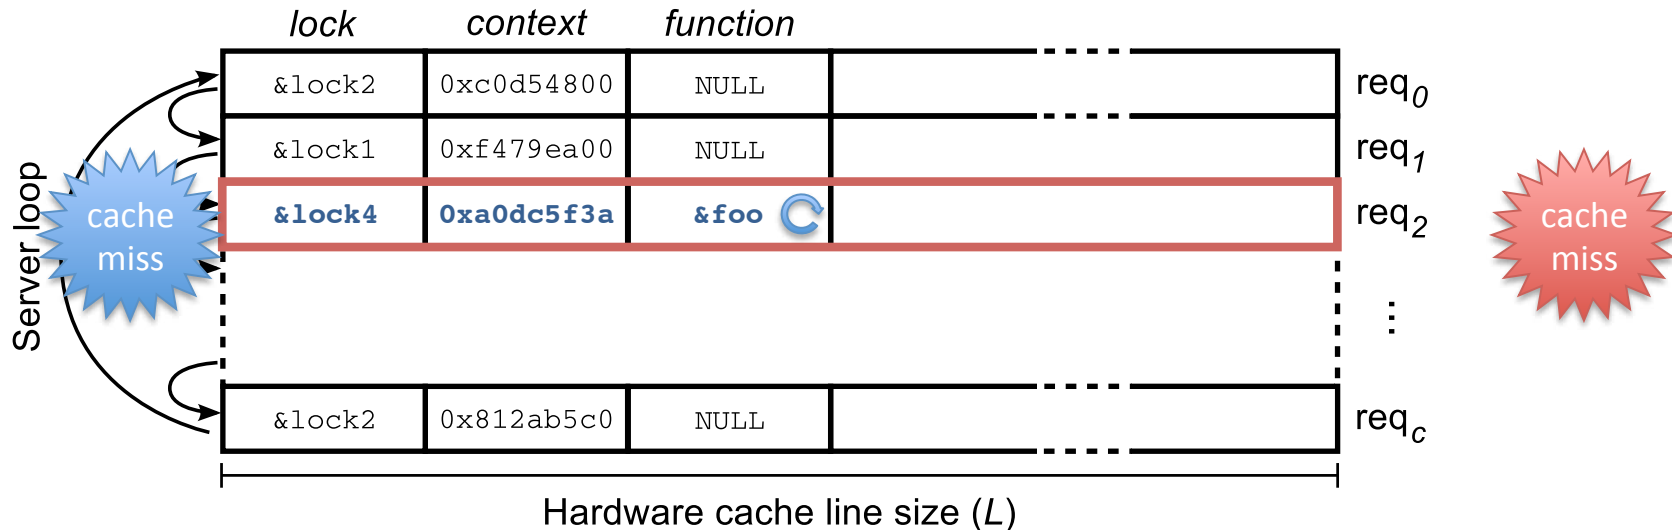 lock context function
&lock2 0xc0d54800 NULL req0
&lock1 0xf479ea00 NULL req1
&lock4 0xa0dc5f3a &foo req2
Server loop
cache
miss
cache
miss
⋮
&lock2 0x812ab5c0 NULL reqc
Hardware cache line size (L)